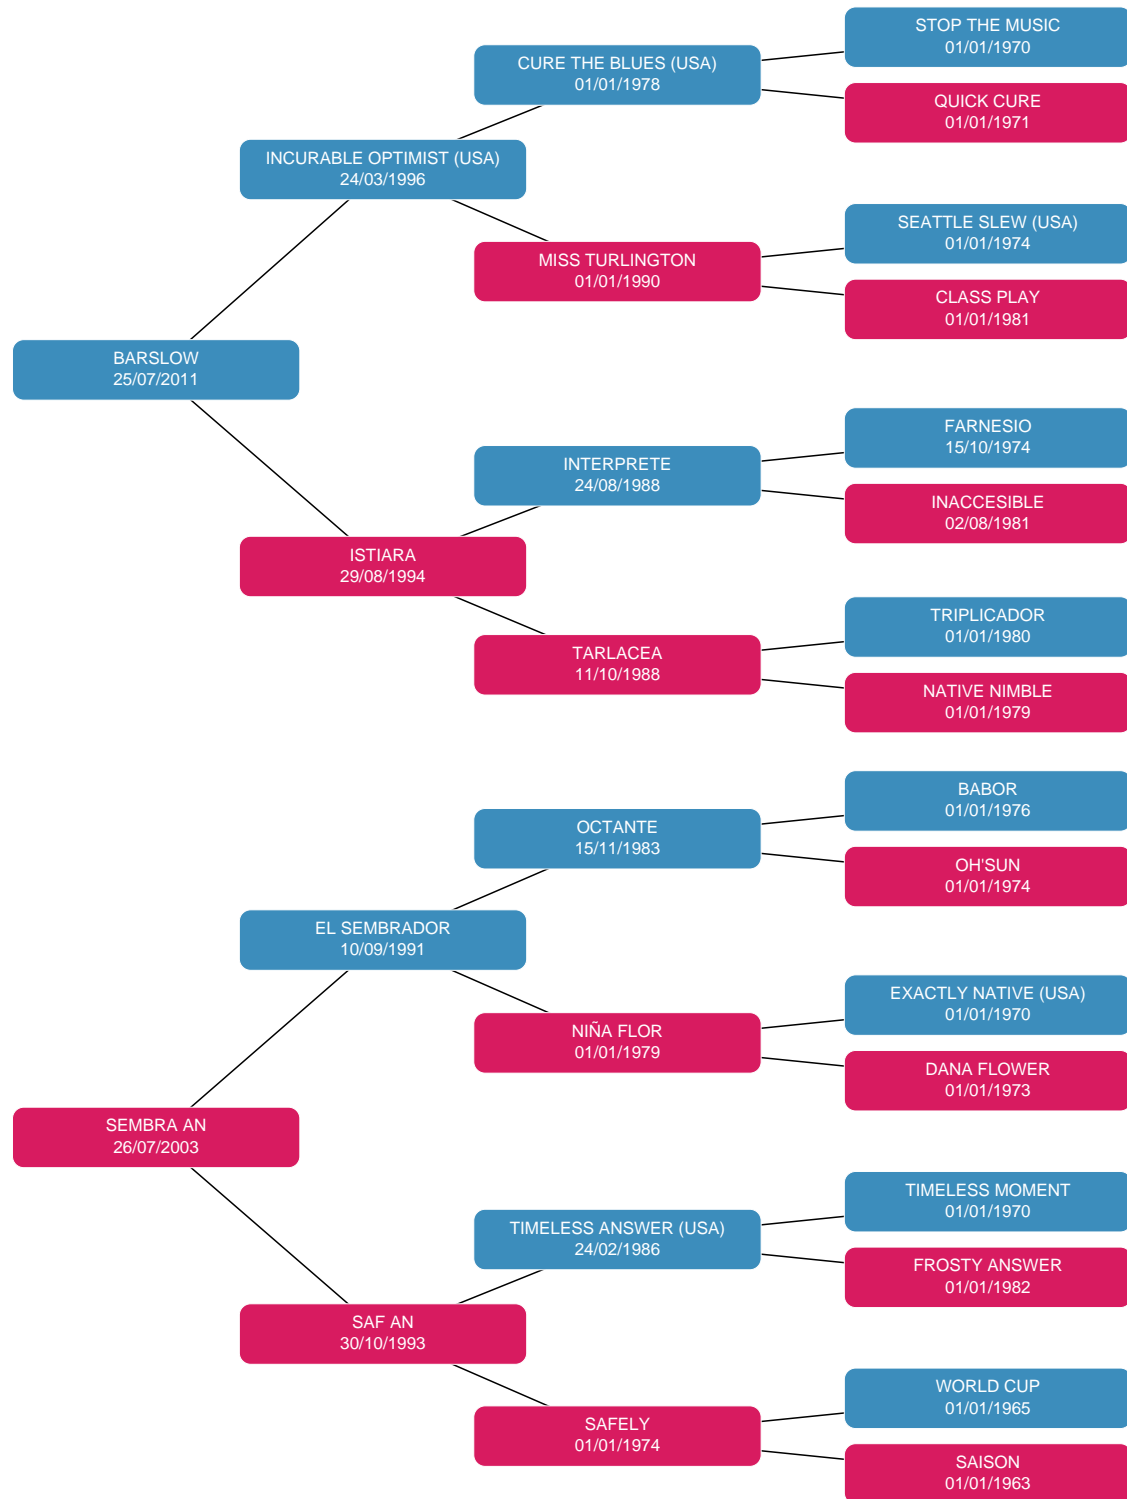 STOP THE MUSIC
01/01/1970
CURE THE BLUES (USA)
01/01/1978
QUICK CURE
01/01/1971
INCURABLE OPTIMIST (USA)
24/03/1996
SEATTLE SLEW (USA)
01/01/1974
MISS TURLINGTON
01/01/1990
CLASS PLAY
01/01/1981
BARSLOW
25/07/2011
FARNESIO
15/10/1974
INTERPRETE
24/08/1988
INACCESIBLE
02/08/1981
ISTIARA
29/08/1994
TRIPLICADOR
01/01/1980
TARLACEA
11/10/1988
NATIVE NIMBLE
01/01/1979
BABOR
01/01/1976
OCTANTE
15/11/1983
OH'SUN
01/01/1974
EL SEMBRADOR
10/09/1991
EXACTLY NATIVE (USA)
01/01/1970
NIÑA FLOR
01/01/1979
DANA FLOWER
01/01/1973
SEMBRA AN
26/07/2003
TIMELESS MOMENT
01/01/1970
TIMELESS ANSWER (USA)
24/02/1986
FROSTY ANSWER
01/01/1982
SAF AN
30/10/1993
WORLD CUP
01/01/1965
SAFELY
01/01/1974
SAISON
01/01/1963